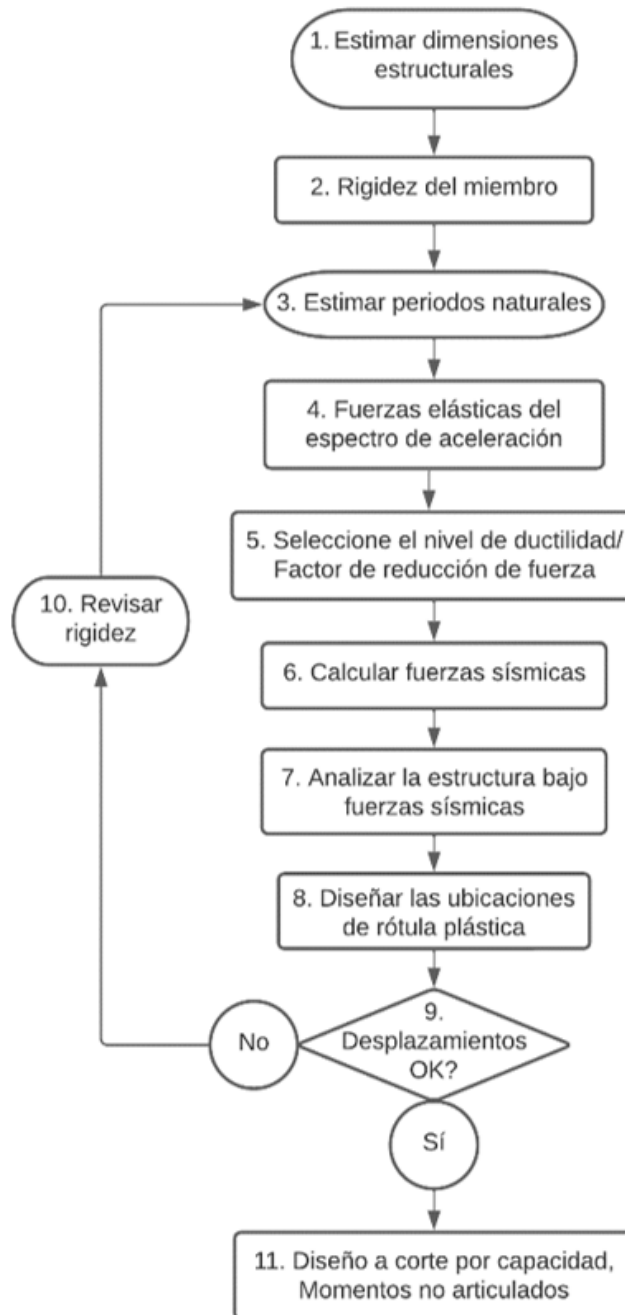 1. Estimar dimensiones
estructurales
2. Rigidez del miembro
3. Estimar periodos naturales
4. Fuerzas elásticas del
espectro de aceleración
5. Seleccione el nivel de ductilidad/
Factor de reducción de fuerza
10. Revisar
rigidez
6. Calcular fuerzas sísmicas
7. Analizar la estructura bajo
fuerzas sísmicas
8. Diseñar las ubicaciones
de rótula plástica
9.
Desplazamientos
OK?
No
Sí
11. Diseño a corte por capacidad,
Momentos no articulados